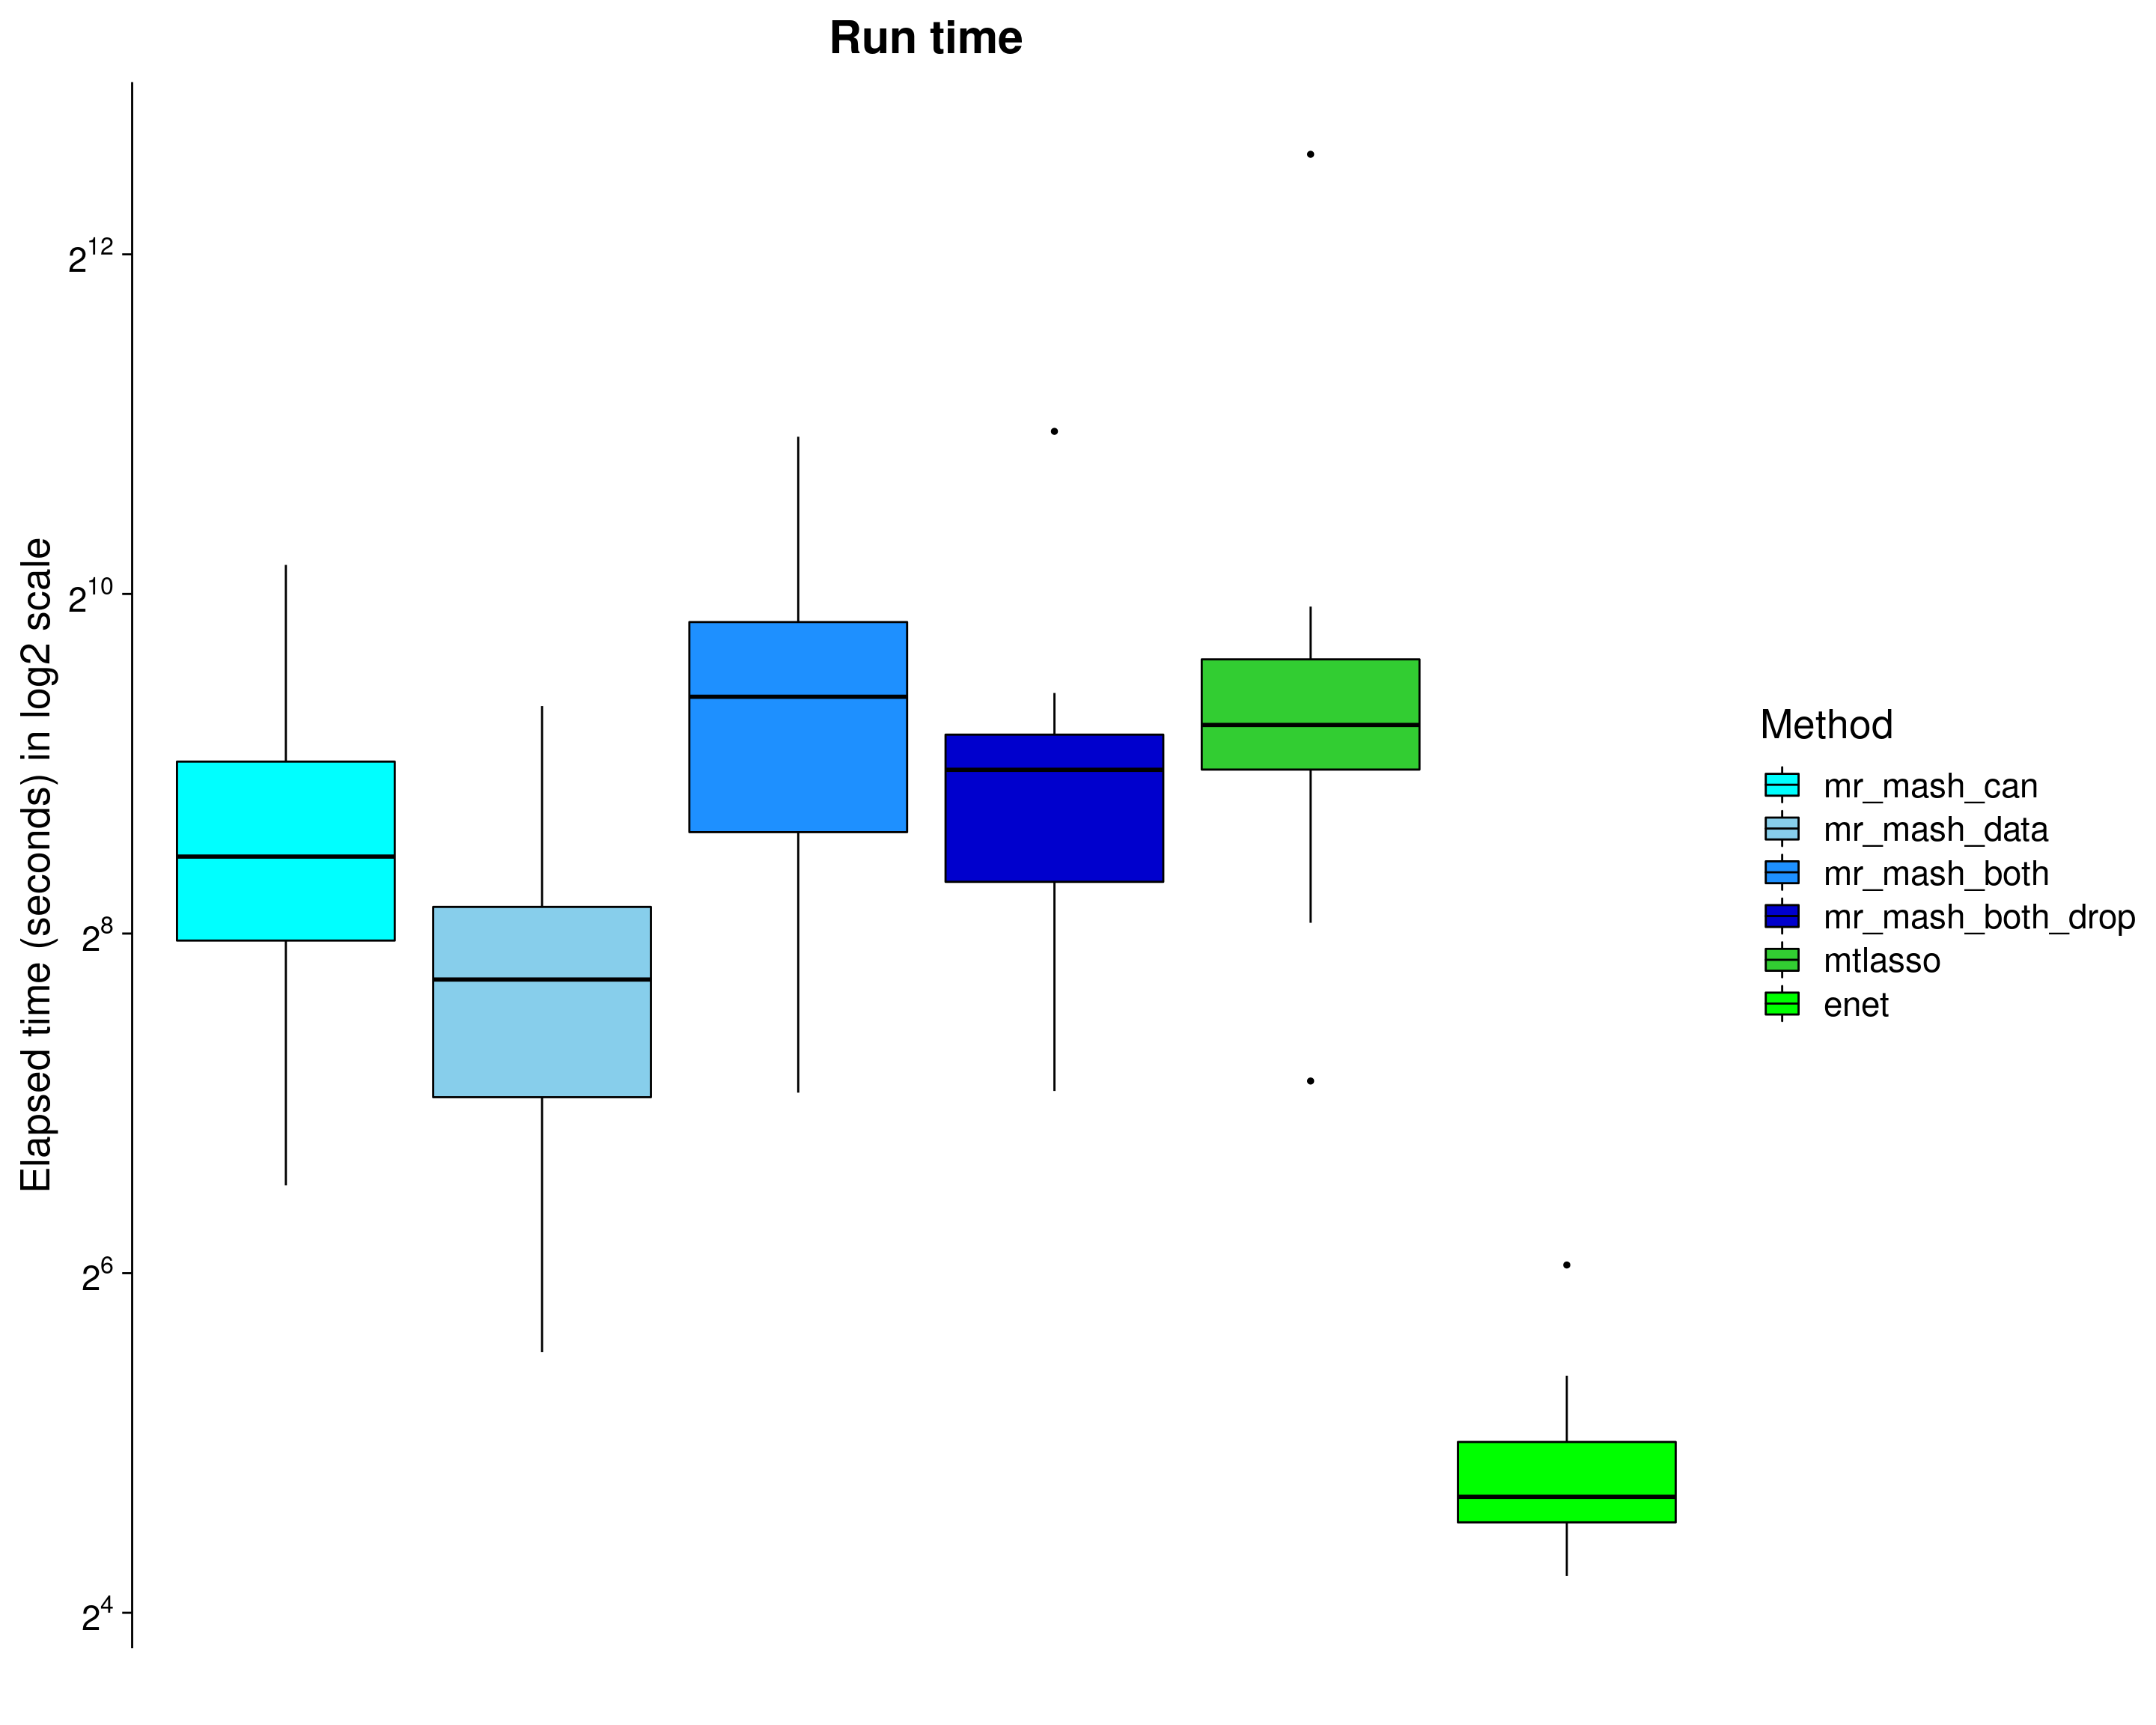 Run time
Elapsed time (seconds) in log2 scale
2^12
2^10
2^8
2^6
2^4
Method
mr_mash_can
mr_mash_data
mr_mash_both
mr_mash_both_drop
mtlasso
enet